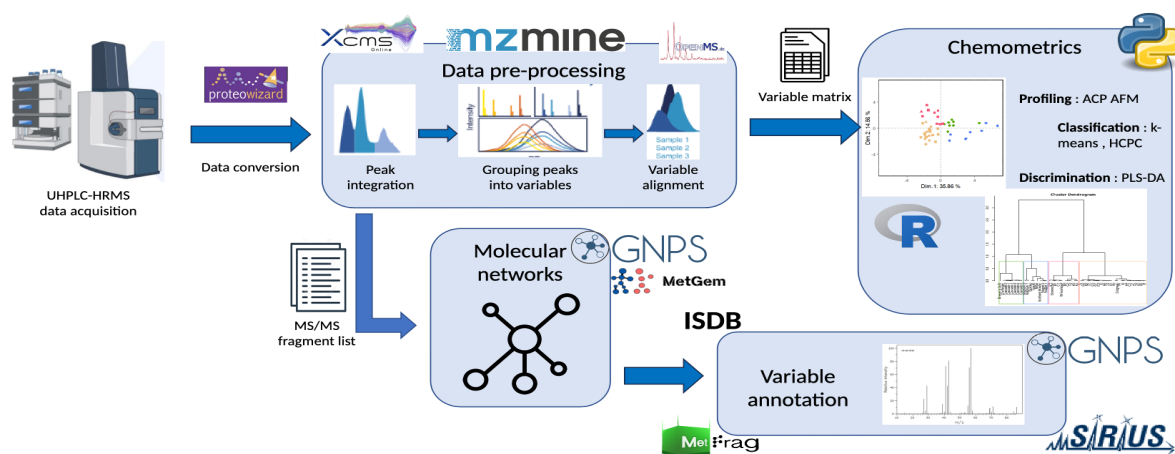 Xcms
Online
mzmine
OPENMS.de
proteowizard
Data conversion
UHPLC-HRMS
data acquisition
Data pre-processing
Peak
integration
Intensity
Grouping peaks
into variables
Sample 1
Sample 2
Sample 3
Variable
alignment
Variable matrix
Chemometrics
Profiling : ACP AFM
Classification : k-
means , HCPC
Discrimination : PLS-DA
Dim 2: 14.86 %
Dim.1: 35.86 %
R
Cluster Dendrogram
MS/MS
fragment list
Molecular
networks
GNPS
MetGem
ISDB
GNPS
Variable
annotation
MetFrag
SIRIUS